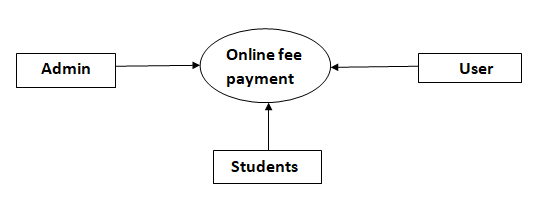 Online fee
payment
Admin
User
Students